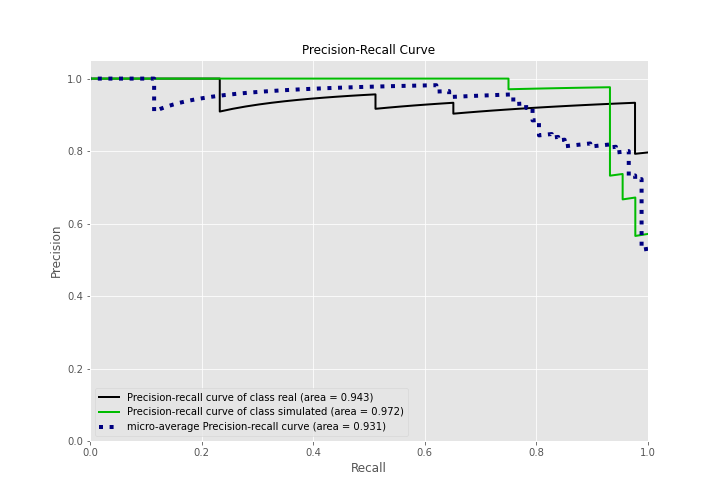 Precision-Recall Curve
1.0
0.8
0.6
0.4
0.2
0.0
Precision
Precision-recall curve of class real (area = 0.943)
Precision-recall curve of class simulated (area = 0.972)
micro-average Precision-recall curve (area = 0.931)
0.0 0.2 0.4 0.6 0.8 1.0
Recall